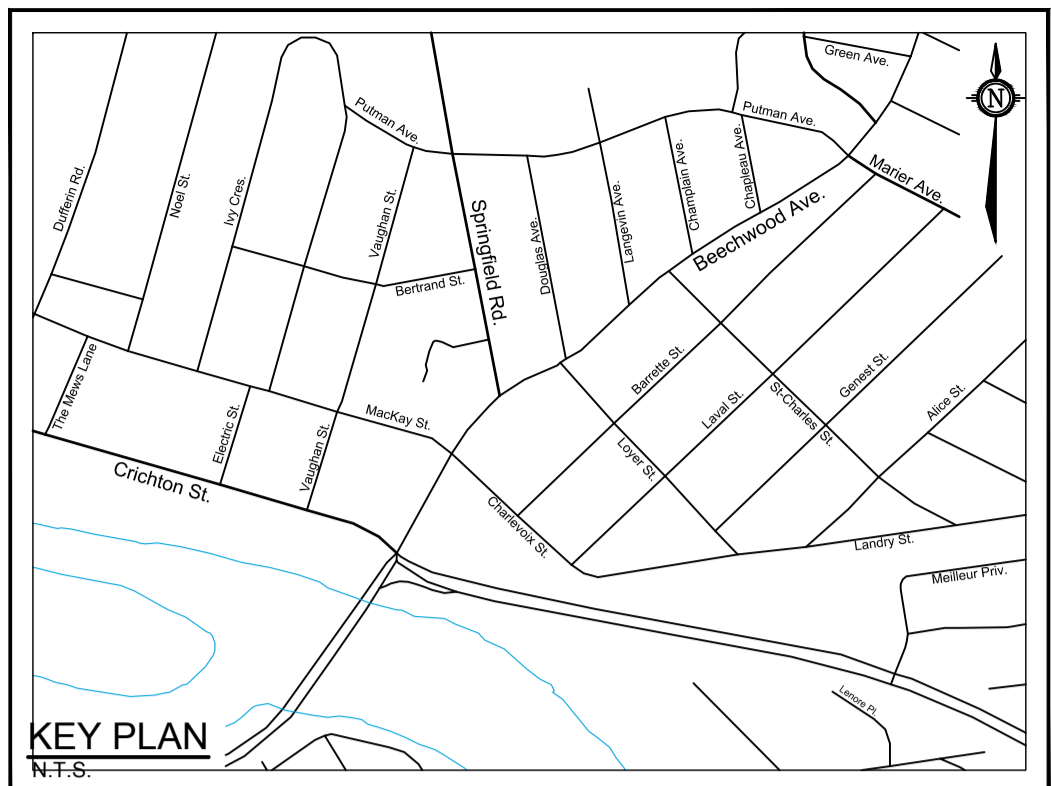 Green Ave.
N
Putman Ave.
Putman Ave.
Marier Ave.
Dufferin Rd.
Noel St.
Ivy Cres.
Vaughan St.
Springfield Rd.
Douglas Ave.
Langevin Ave.
Champlain Ave.
Chapleau Ave.
Beechwood Ave.
Bertrand St.
The Mews Lane
Electric St.
Vaughan St.
MacKay St.
Barrette St.
Laval St.
St-Charles St.
Genest St.
Alice St.
Loyer St.
Crichton St.
Charlevoix St.
Landry St.
Meilleur Priv.
Lenore Pl.
KEY PLAN
N.T.S.